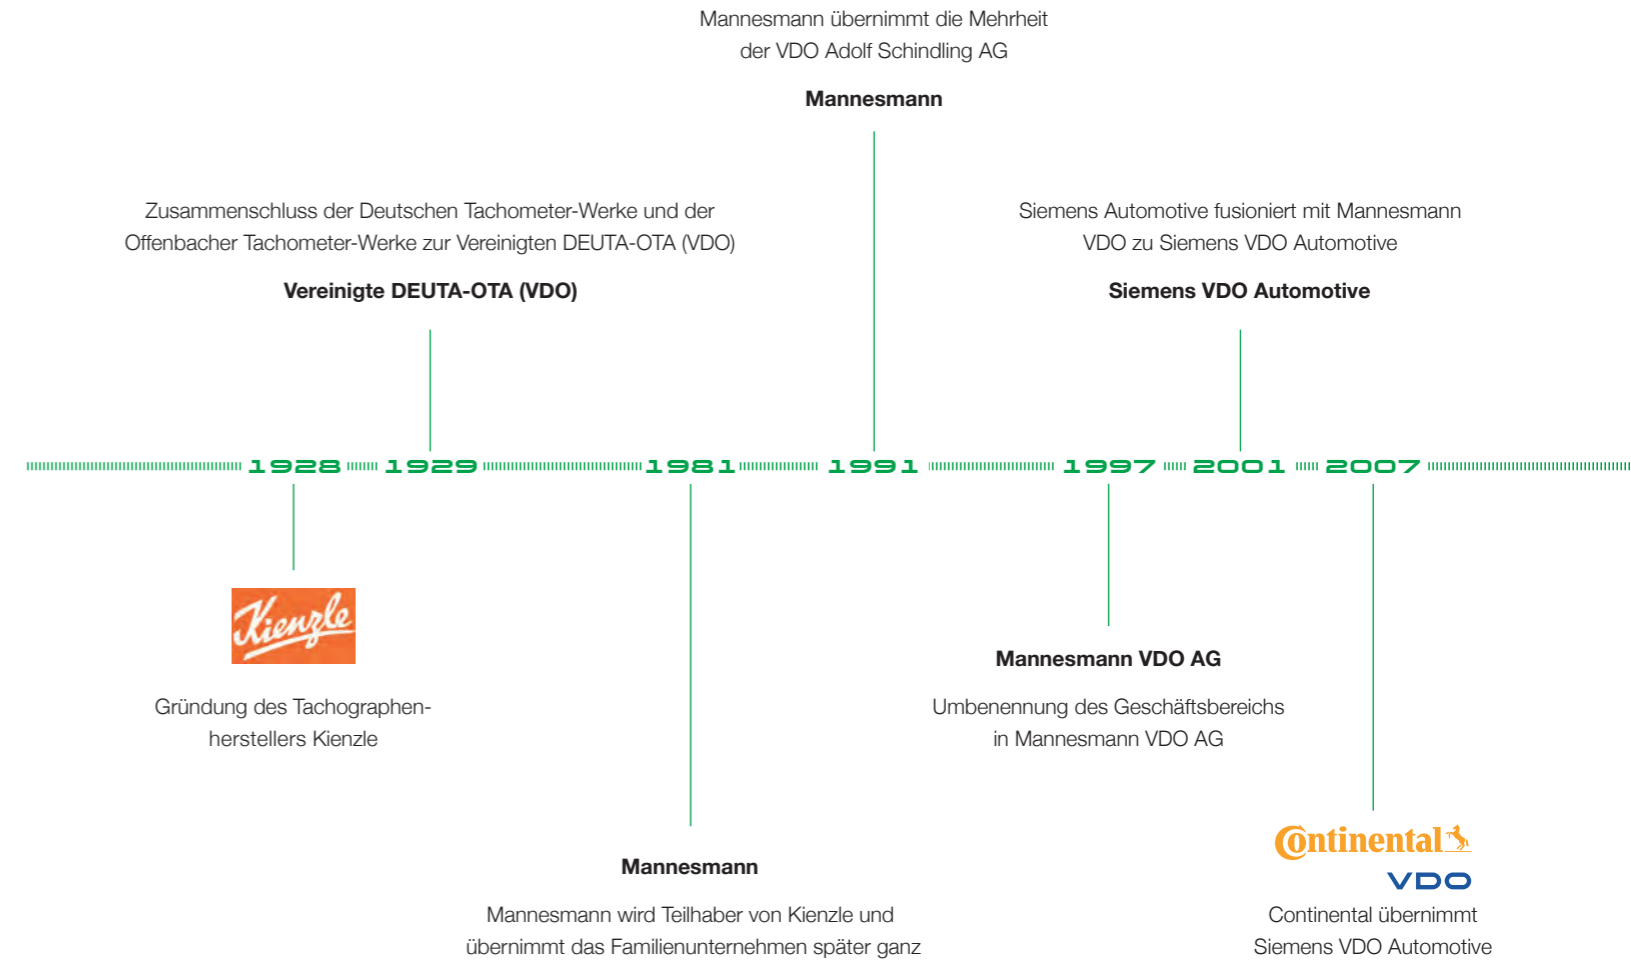 Mannesmann übernimmt die Mehrheit
der VDO Adolf Schindling AG
Mannesmann
Zusammenschluss der Deutschen Tachometer-Werke und der
Offenbacher Tachometer-Werke zur Vereinigten DEUTA-OTA (VDO)
Vereinigte DEUTA-OTA (VDO)
Siemens Automotive fusioniert mit Mannesmann
VDO zu Siemens VDO Automotive
Siemens VDO Automotive
1928 1929 1981 1991 1997 2001 2007
Kienzle
Gründung des Tachographen-
herstellers Kienzle
Mannesmann
Mannesmann wird Teilhaber von Kienzle und
übernimmt das Familienunternehmen später ganz
Mannesmann VDO AG
Umbenennung des Geschäftsbereichs
in Mannesmann VDO AG
Continental
VDO
Continental übernimmt
Siemens VDO Automotive